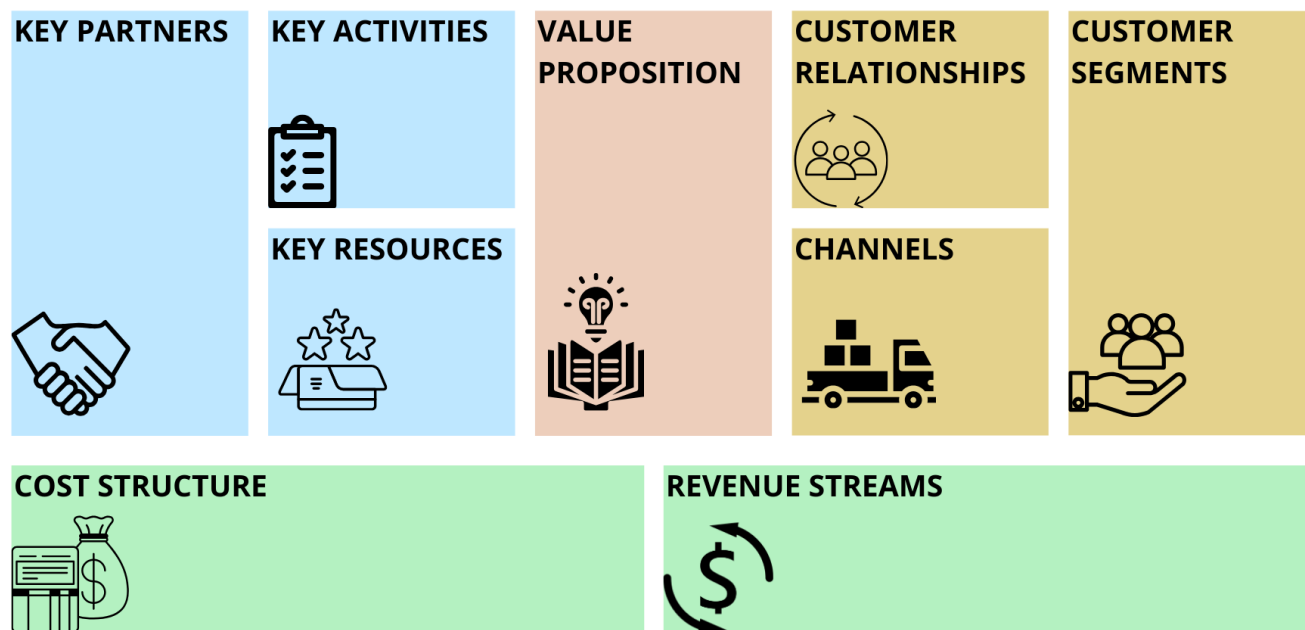 KEY PARTNERS
KEY ACTIVITIES
KEY RESOURCES
VALUE
PROPOSITION
CUSTOMER
RELATIONSHIPS
CHANNELS
CUSTOMER
SEGMENTS
COST STRUCTURE
$
REVENUE STREAMS
$